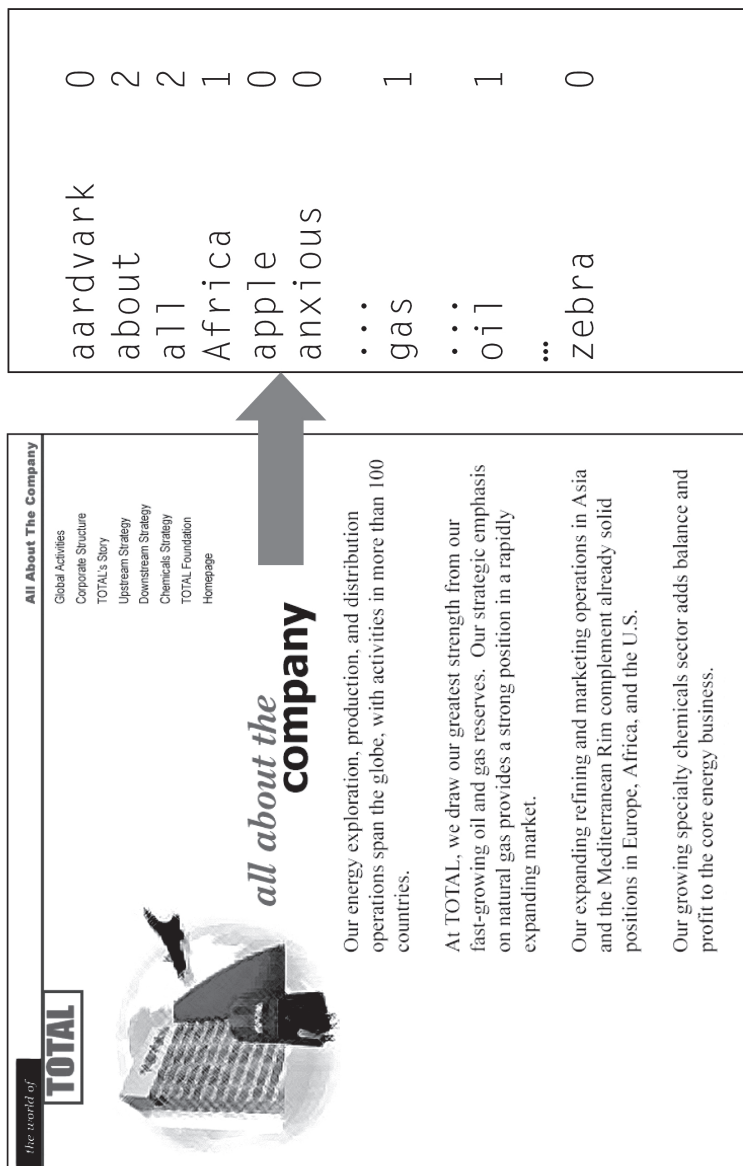 the world of
All About The Company
TOTAL
Global Activities
Corporate Structure
TOTAL's Story
Upstream Strategy
Downstream Strategy
Chemicals Strategy
TOTAL Foundation
Homepage
all about the
company
Our energy exploration, production, and distribution
operations span the globe, with activities in more than 100
countries.
At TOTAL, we draw our greatest strength from our
fast-growing oil and gas reserves. Our strategic emphasis
on natural gas provides a strong position in a rapidly
expanding market.
Our expanding refining and marketing operations in Asia
and the Mediterranean Rim complement already solid
positions in Europe, Africa, and the U.S.
Our growing specialty chemicals sector adds balance and
profit to the core energy business.
aardvark 0
about 2
all 2
Africa 1
apple 0
anxious 0
...
gas 1
...
oil 1
...
zebra 0